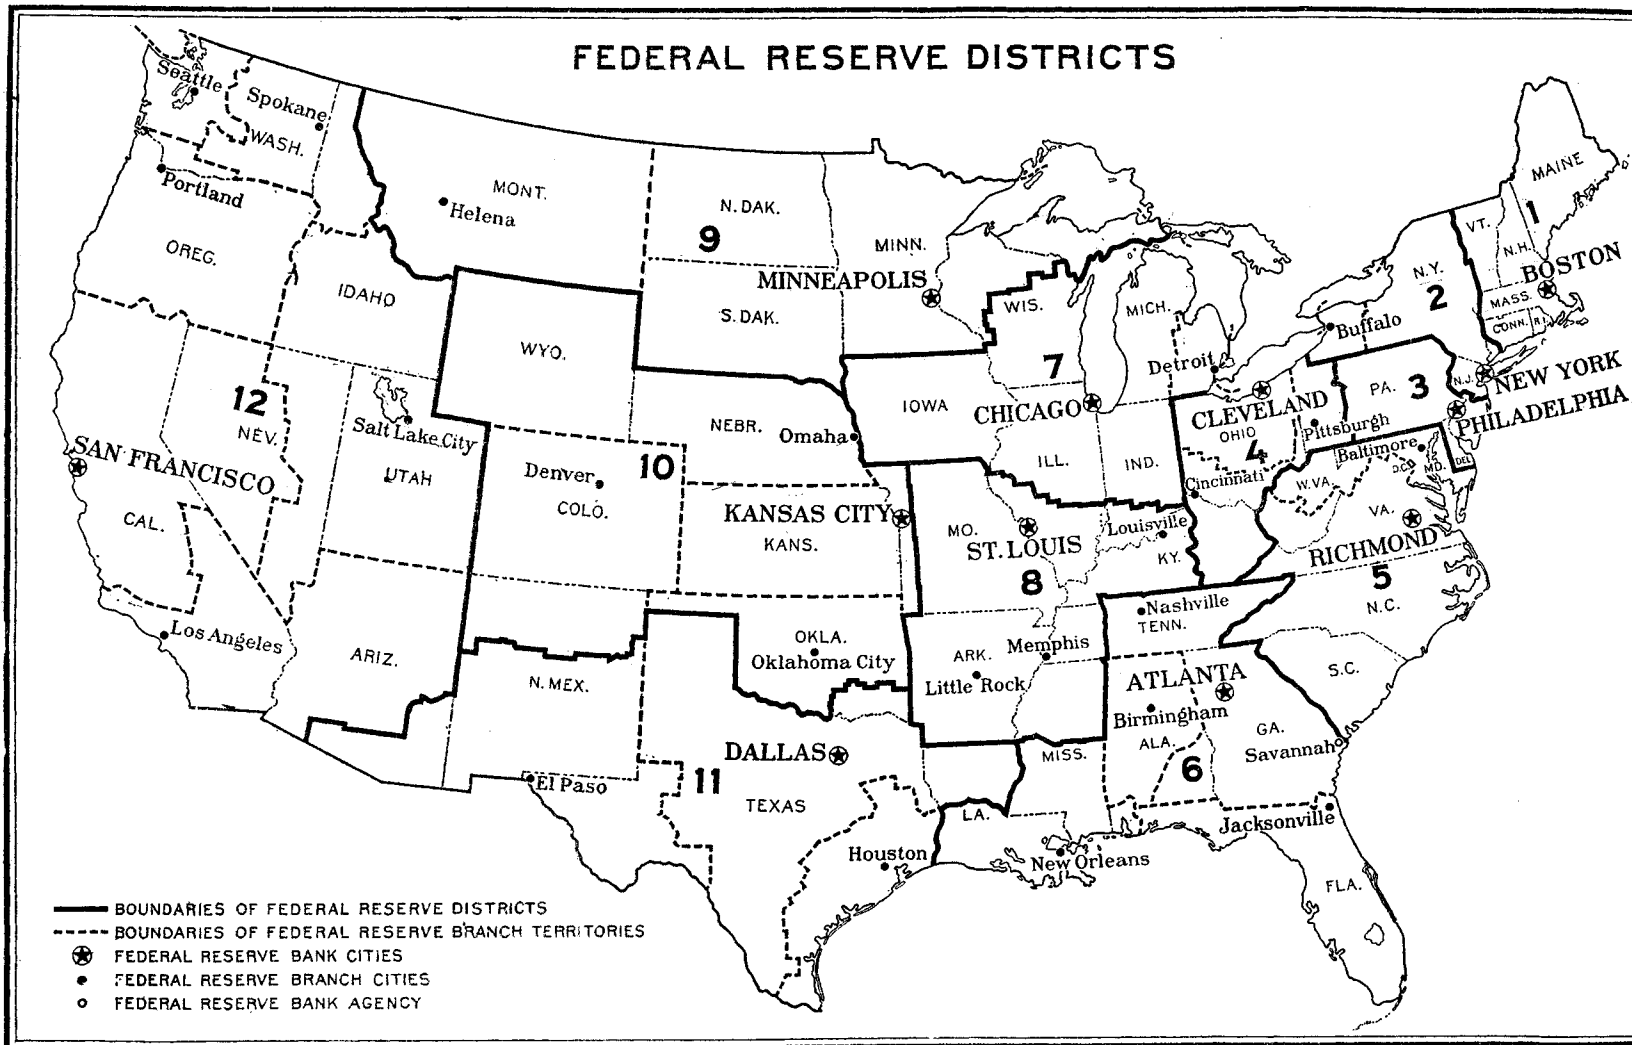 FEDERAL RESERVE DISTRICTS
Seattle
Spokane
WASH.
Portland
OREG.
IDAHO
MONT.
Helena
N. DAK.
9
S. DAK.
MINN.
MINNEAPOLIS
WIS.
MICH.
7
Detroit
CHICAGO
IOWA
ILL.
IND.
WYO.
NEBR.
Omaha
12
NEV.
SAN FRANCISCO
CAL.
Los Angeles
Salt Lake City
UTAH
ARIZ.
Denver
10
COLO.
KANSAS CITY
KANS.
MO.
ST. LOUIS
8
Louisville
KY.
OKLA.
Oklahoma City
ARK.
Memphis
Little Rock
N. MEX.
El Paso
DALLAS
11
TEXAS
Houston
LA.
New Orleans
MISS.
Nashville
TENN.
ATLANTA
Birmingham
ALA.
6
GA.
Savannah
Jacksonville
FLA.
S.C.
N.C.
5
RICHMOND
VA.
W. VA.
D.C.
MD.
DEL.
Baltimore
CLEVELAND
OHIO
4
Cincinnati
Pittsburgh
PA.
3
PHILADELPHIA
NEW YORK
N.J.
Buffalo
N.Y.
2
VT.
N.H.
MAINE
1
BOSTON
MASS.
CONN.
R.I.
BOUNDARIES OF FEDERAL RESERVE DISTRICTS
BOUNDARIES OF FEDERAL RESERVE BRANCH TERRITORIES
FEDERAL RESERVE BANK CITIES
FEDERAL RESERVE BRANCH CITIES
FEDERAL RESERVE BANK AGENCY